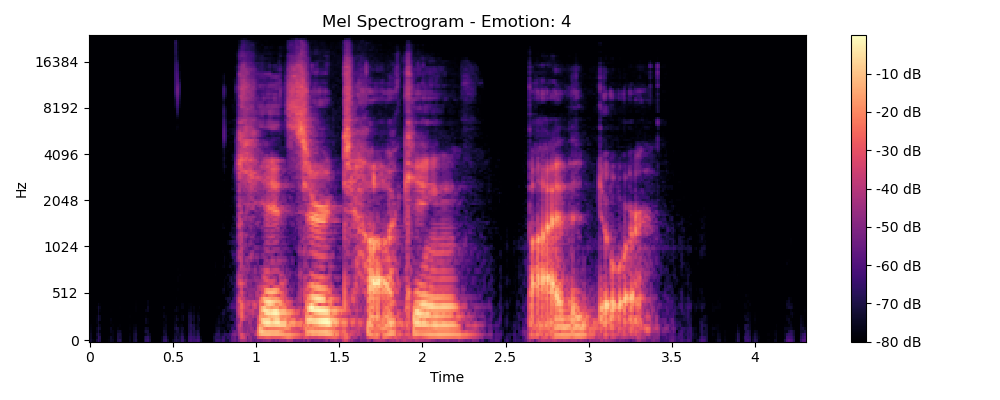 Mel Spectrogram - Emotion: 4
16384
8192
4096
2048
1024
512
0
Hz
0 0.5 1 1.5 2 2.5 3 3.5 4
Time
-10 dB
-20 dB
-30 dB
-40 dB
-50 dB
-60 dB
-70 dB
-80 dB